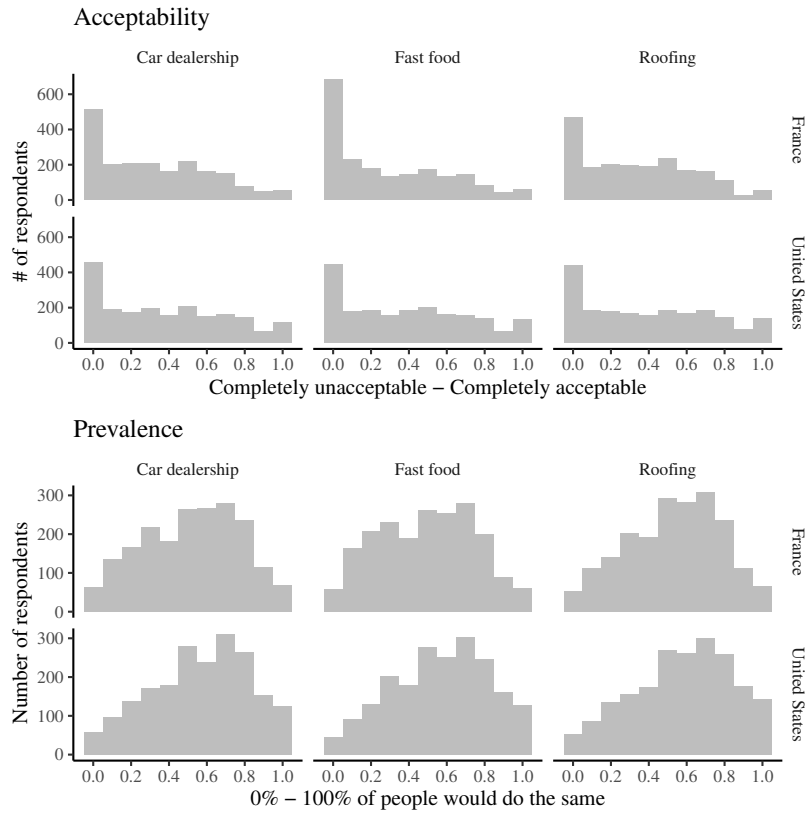 Acceptability
Car dealership Fast food Roofing
# of respondents
600
400
200
0
France
600
400
200
0
United States
0.0 0.2 0.4 0.6 0.8 1.0 0.0 0.2 0.4 0.6 0.8 1.0 0.0 0.2 0.4 0.6 0.8 1.0
Completely unacceptable − Completely acceptable
Prevalence
Car dealership Fast food Roofing
Number of respondents
300
200
100
0
France
300
200
100
0
United States
0.0 0.2 0.4 0.6 0.8 1.0 0.0 0.2 0.4 0.6 0.8 1.0 0.0 0.2 0.4 0.6 0.8 1.0
0% − 100% of people would do the same